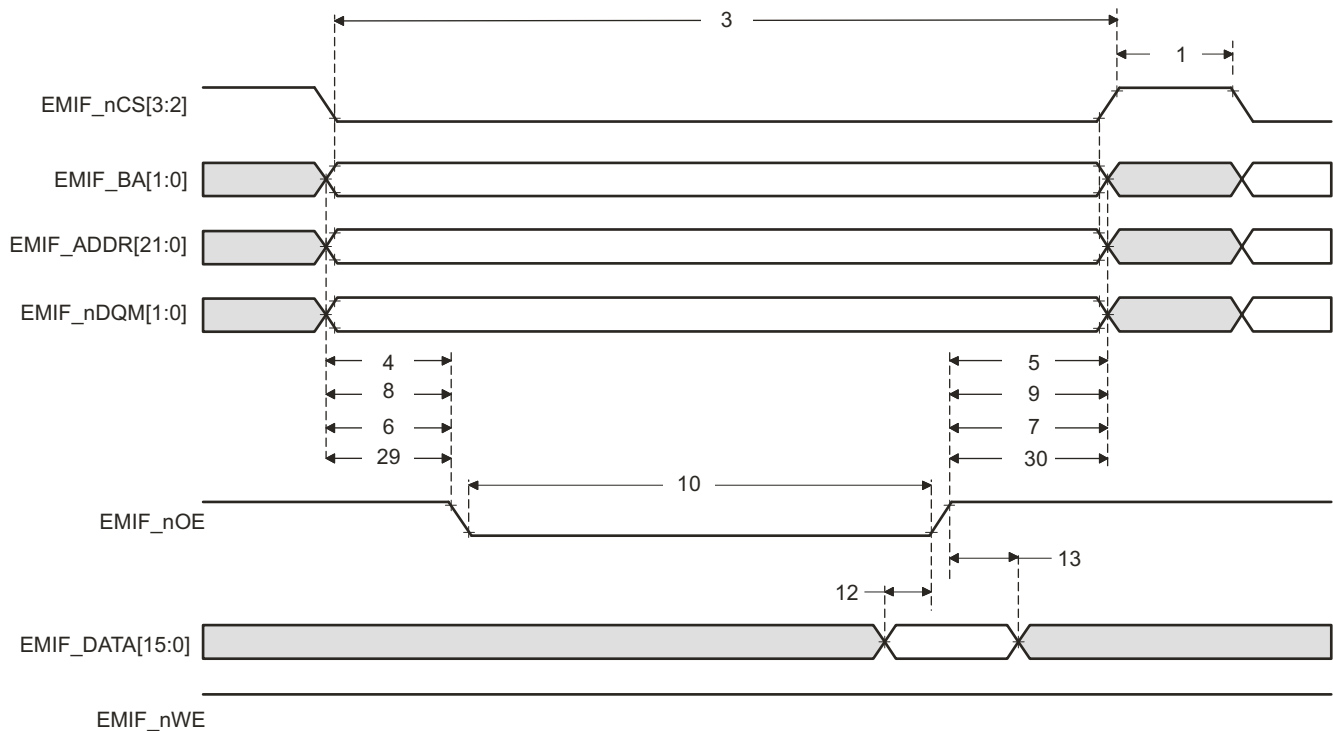 3
1
EMIF_nCS[3:2]
EMIF_BA[1:0]
EMIF_ADDR[21:0]
EMIF_nDQM[1:0]
4 5
8 9
6 7
29 30
10
EMIF_nOE
13
12
EMIF_DATA[15:0]
EMIF_nWE